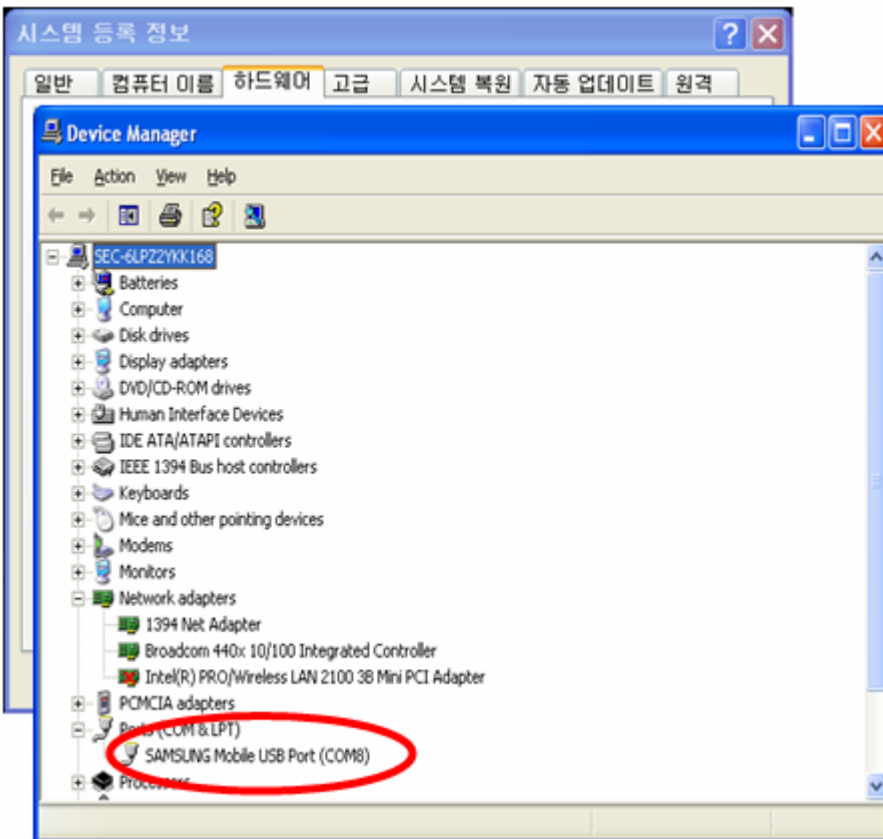 시스템 등록 정보
일반 컴퓨터 이름 하드웨어 고급 시스템 복원 자동 업데이트 원격
Device Manager
File Action View Help
SEC-6LPZ2YKK168
Batteries
Computer
Disk drives
Display adapters
DVD/CD-ROM drives
Human Interface Devices
IDE ATA/ATAPI controllers
IEEE 1394 Bus host controllers
Keyboards
Mice and other pointing devices
Modems
Monitors
Network adapters
1394 Net Adapter
Broadcom 440x 10/100 Integrated Controller
Intel(R) PRO/Wireless LAN 2100 3B Mini PCI Adapter
PCMCIA adapters
Ports (COM & LPT)
SAMSUNG Mobile USB Port (COM8)
Processors